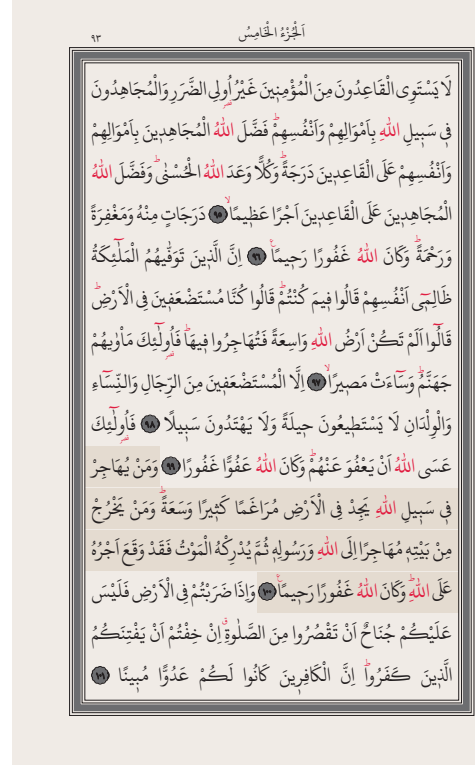 اَلْجُزْءُ الْخَامِسُ
٩٣
لَا يَسْتَوِى الْقَاعِدُونَ مِنَ الْمُؤْمِنٖينَ غَيْرُ اُولِى الضَّرَرِ وَالْمُجَاهِدُونَ
فٖى سَبٖيلِ اللّٰهِ بِاَمْوَالِهِمْ وَاَنْفُسِهِمْؕ فَضَّلَ اللّٰهُ الْمُجَاهِدٖينَ بِاَمْوَالِهِمْ
وَاَنْفُسِهِمْ عَلَى الْقَاعِدٖينَ دَرَجَةًؕ وَكُلًّا وَعَدَ اللّٰهُ الْحُسْنٰىؕ وَفَضَّلَ اللّٰهُ
الْمُجَاهِدٖينَ عَلَى الْقَاعِدٖينَ اَجْرًا عَظٖيمًاۙ ﴿٩٥﴾ دَرَجَاتٍ مِنْهُ وَمَغْفِرَةً
وَرَحْمَةًؕ وَكَانَ اللّٰهُ غَفُورًا رَحٖيمًاࣖ ﴿٩٦﴾ اِنَّ الَّذٖينَ تَوَفّٰيهُمُ الْمَلٰٓئِكَةُ
ظَالِمٖٓى اَنْفُسِهِمْ قَالُوا فٖيمَ كُنْتُمْؕ قَالُوا كُنَّا مُسْتَضْعَفٖينَ فِى الْاَرْضِؕ
قَالُٓوا اَلَمْ تَكُنْ اَرْضُ اللّٰهِ وَاسِعَةً فَتُهَاجِرُوا فٖيهَاؕ فَاُولٰٓئِكَ مَاْوٰيهُمْ
جَهَنَّمُؕ وَسَٓاءَتْ مَصٖيرًاۙ ﴿٩٧﴾ اِلَّا الْمُسْتَضْعَفٖينَ مِنَ الرِّجَالِ وَالنِّسَٓاءِ
وَالْوِلْدَانِ لَا يَسْتَطٖيعُونَ حٖيلَةً وَلَا يَهْتَدُونَ سَبٖيلًا ﴿٩٨﴾ فَاُولٰٓئِكَ
عَسَى اللّٰهُ اَنْ يَعْفُوَ عَنْهُمْؕ وَكَانَ اللّٰهُ عَفُوًّا غَفُورًا ﴿٩٩﴾ وَمَنْ يُهَاجِرْ
فٖى سَبٖيلِ اللّٰهِ يَجِدْ فِى الْاَرْضِ مُرَاغَمًا كَثٖيرًا وَسَعَةًؕ وَمَنْ يَخْرُجْ
مِنْ بَيْتِهٖ مُهَاجِرًا اِلَى اللّٰهِ وَرَسُولِهٖ ثُمَّ يُدْرِكْهُ الْمَوْتُ فَقَدْ وَقَعَ اَجْرُهُ
عَلَى اللّٰهِؕ وَكَانَ اللّٰهُ غَفُورًا رَحٖيمًاࣖ ﴿١٠٠﴾ وَاِذَا ضَرَبْتُمْ فِى الْاَرْضِ فَلَيْسَ
عَلَيْكُمْ جُنَاحٌ اَنْ تَقْصُرُوا مِنَ الصَّلٰوةِࣗ اِنْ خِفْتُمْ اَنْ يَفْتِنَكُمُ
الَّذٖينَ كَفَرُواؕ اِنَّ الْكَافِرٖينَ كَانُوا لَكُمْ عَدُوًّا مُبٖينًا ﴿١٠١﴾